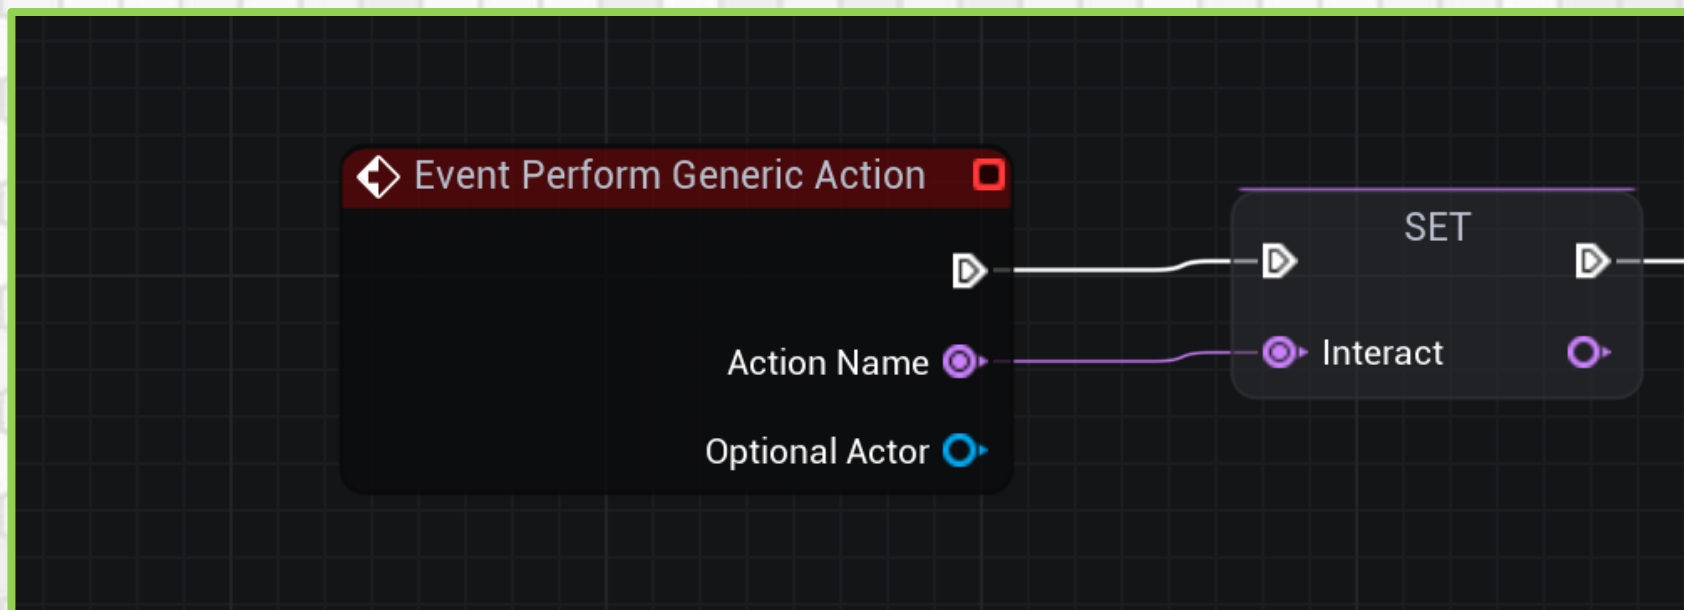 Event Perform Generic Action
SET
Action Name
Interact
Optional Actor